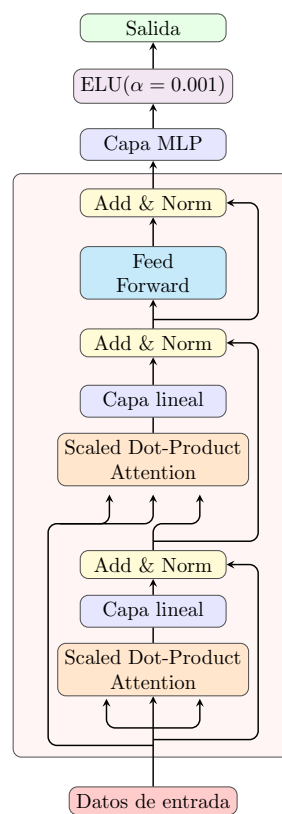 Salida
ELU(α = 0.001)
Capa MLP
Add & Norm
Feed
Forward
Add & Norm
Capa lineal
Scaled Dot-Product
Attention
Add & Norm
Capa lineal
Scaled Dot-Product
Attention
Datos de entrada